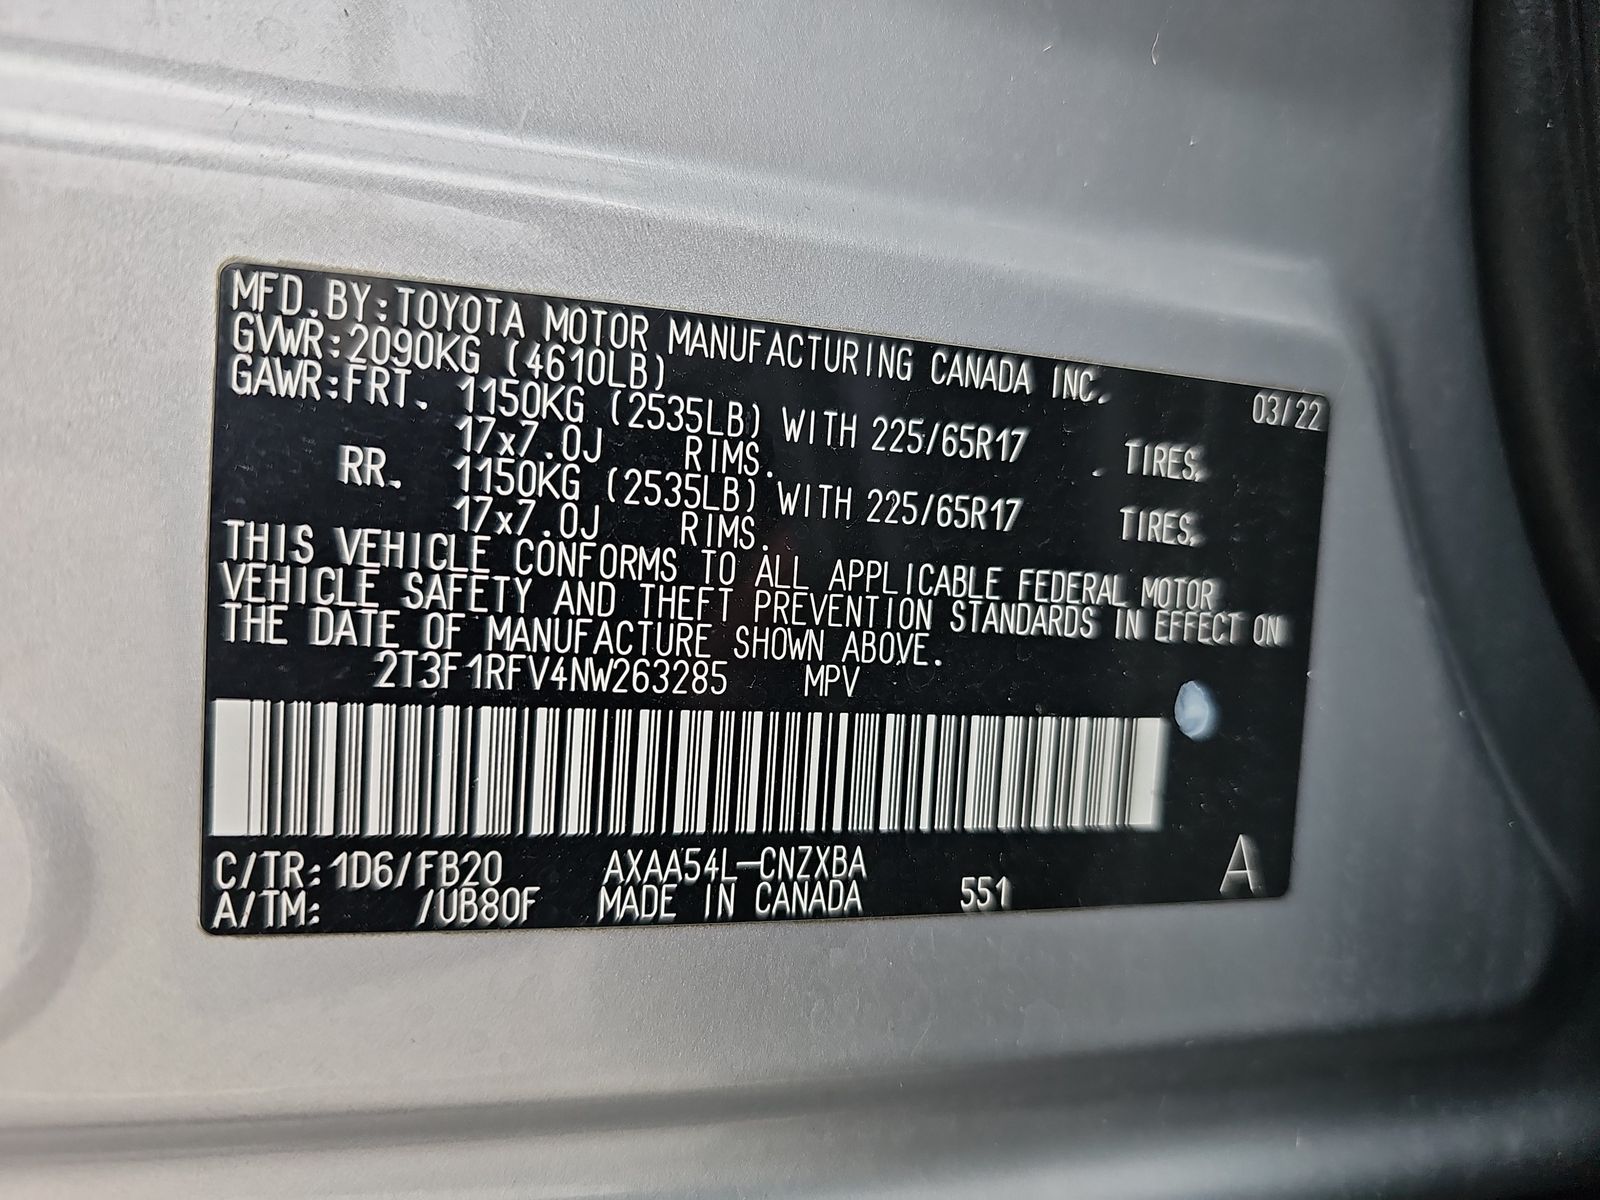 MFD.BY:TOYOTA MOTOR MANUFACTURING CANADA INC. 03/22
GVWR:2090KG (4610LB)
GAWR:FRT. 1150KG (2535LB) WITH 225/65R17 TIRES,
17x7.0J RIMS.
RR. 1150KG (2535LB) WITH 225/65R17 TIRES,
17x7.0J RIMS.
THIS VEHICLE CONFORMS TO ALL APPLICABLE FEDERAL MOTOR
VEHICLE SAFETY AND THEFT PREVENTION STANDARDS IN EFFECT ON
THE DATE OF MANUFACTURE SHOWN ABOVE.
2T3F1RFV4NW263285 MPV
C/TR:1D6/FB20 AXAA54L-CNZXBA A
A/TM: /UB80F MADE IN CANADA 551